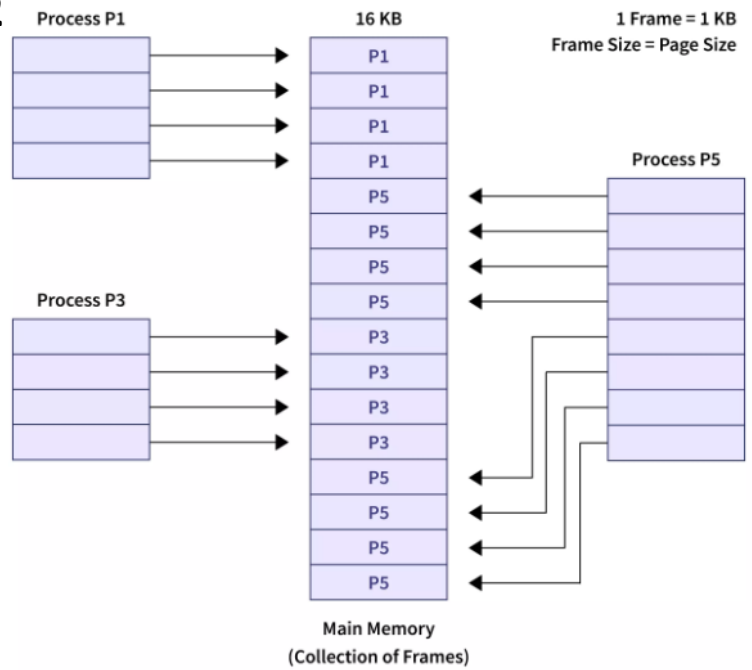 Process P1
16 KB
1 Frame = 1 KB
Frame Size = Page Size
P1
P1
P1
P1
Process P5
P5
P5
P5
P5
Process P3
P3
P3
P3
P3
P5
P5
P5
P5
Main Memory
(Collection of Frames)